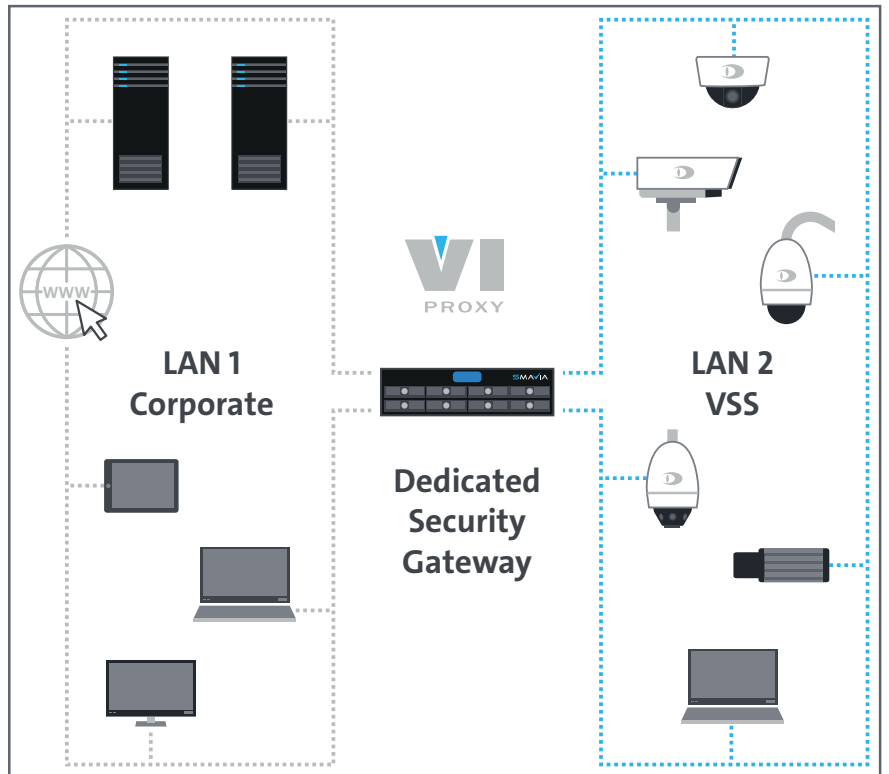 WWW
VI
PROXY
LAN 1
Corporate
SMAVIA
LAN 2
VSS
Dedicated
Security
Gateway